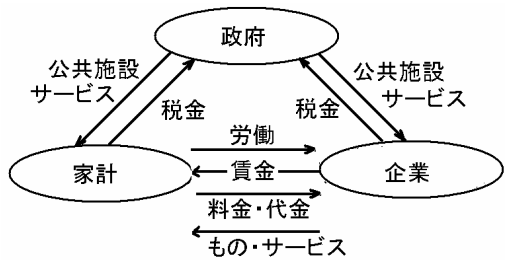 政府
公共施設
サービス
税金
税金
公共施設
サービス
家計
労働
賃金
料金・代金
もの・サービス
企業